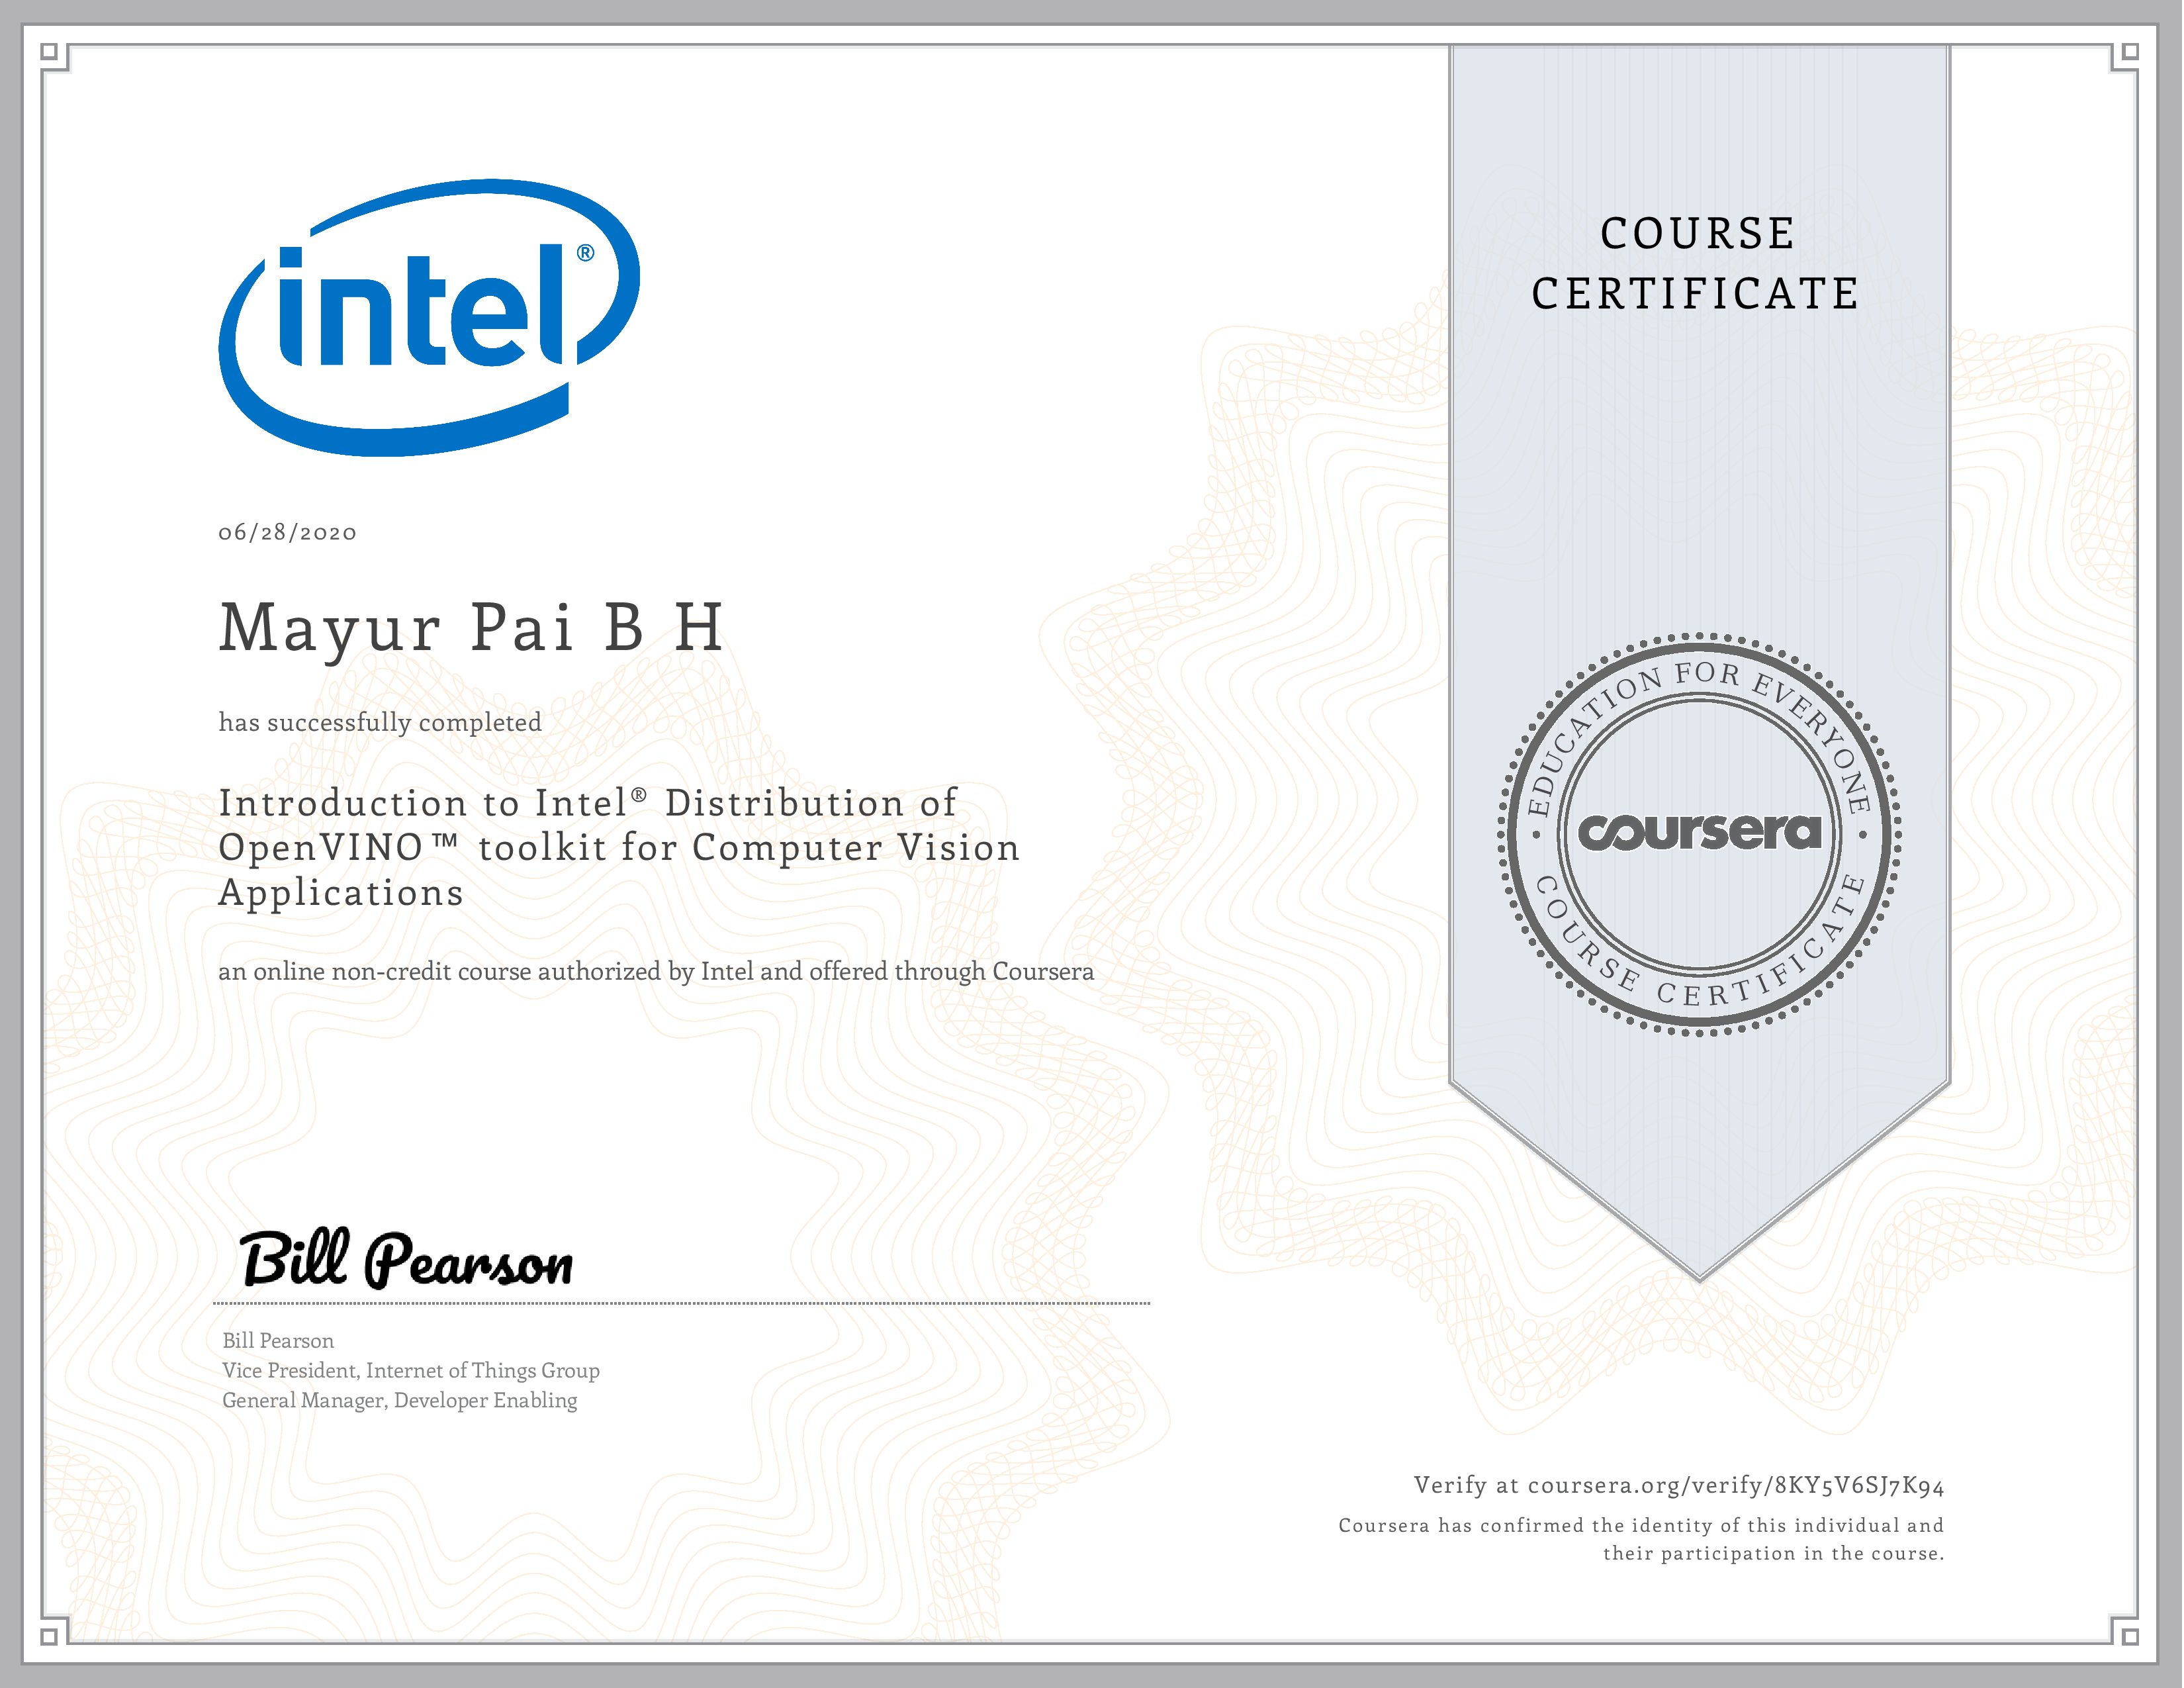 intel®
06/28/2020
Mayur Pai B H
has successfully completed
Introduction to Intel® Distribution of
OpenVINO™ toolkit for Computer Vision
Applications
an online non-credit course authorized by Intel and offered through Coursera
Bill Pearson
Bill Pearson
Vice President, Internet of Things Group
General Manager, Developer Enabling
COURSE
CERTIFICATE
EDUCATION FOR EVERYONE
coursera
COURSE CERTIFICATE
Verify at coursera.org/verify/8KY5V6SJ7K94
Coursera has confirmed the identity of this individual and
their participation in the course.